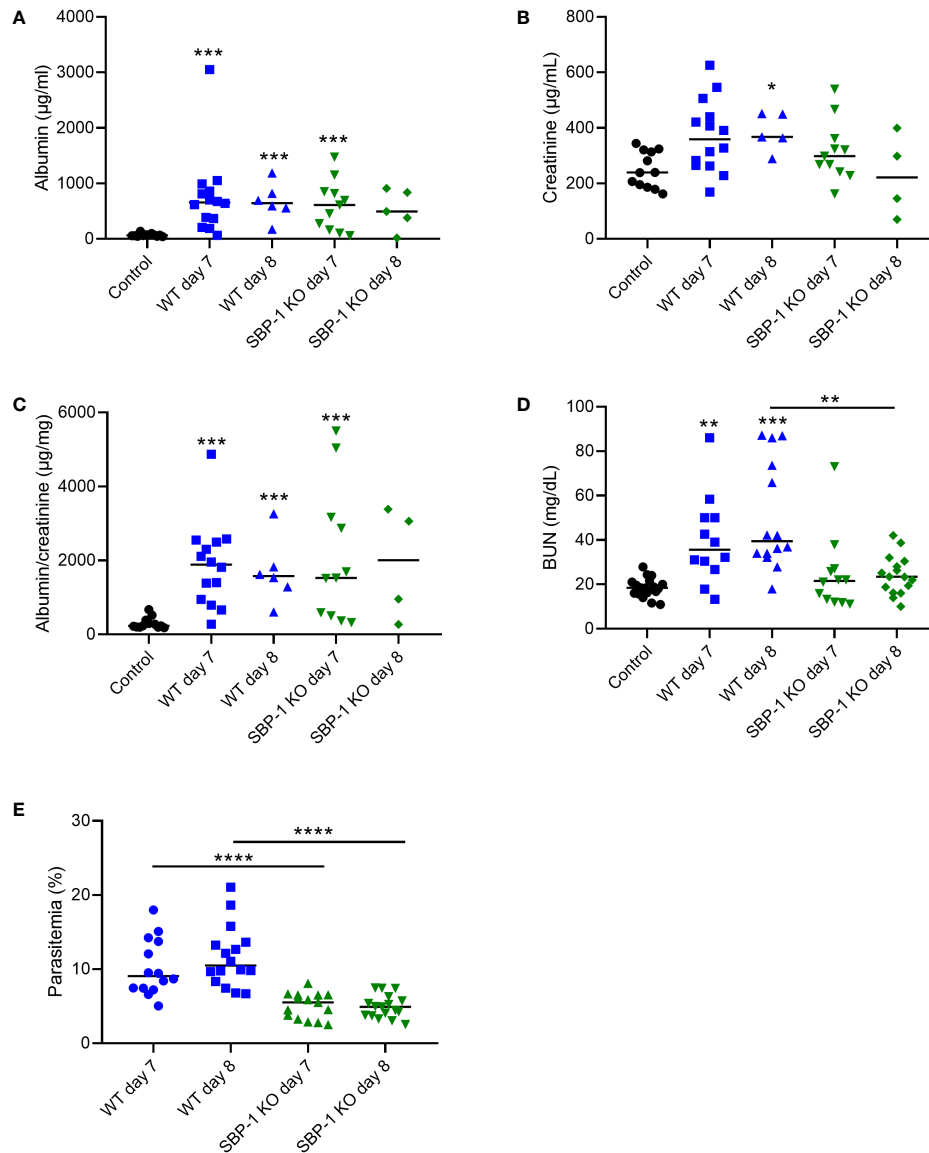 A
Albumin (µg/ml)
4000
3000
2000
1000
0
***
***
***
Control
WT day 7
WT day 8
SBP-1 KO day 7
SBP-1 KO day 8
B
Creatinine (µg/mL)
800
600
400
200
0
*
Control
WT day 7
WT day 8
SBP-1 KO day 7
SBP-1 KO day 8
C
Albumin/creatinine (µg/mg)
6000
4000
2000
0
***
***
***
Control
WT day 7
WT day 8
SBP-1 KO day 7
SBP-1 KO day 8
D
BUN (mg/dL)
100
80
60
40
20
0
**
***
**
Control
WT day 7
WT day 8
SBP-1 KO day 7
SBP-1 KO day 8
E
Parasitemia (%)
30
20
10
0
****
****
WT day 7
WT day 8
SBP-1 KO day 7
SBP-1 KO day 8